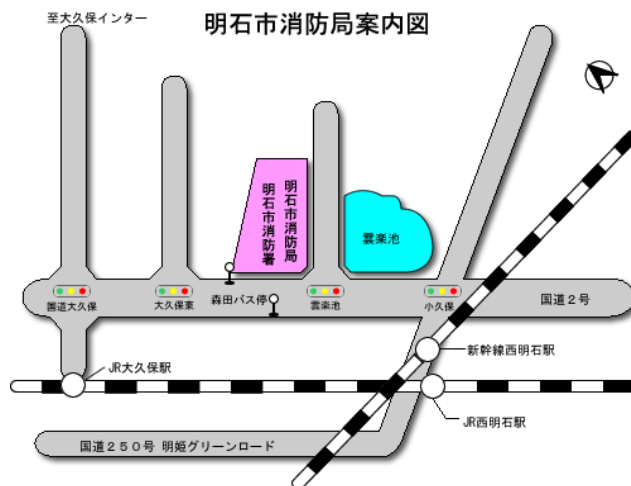 至大久保インター
明石市消防局案内図
明石市消防局
明石市消防署
雲楽池
国道大久保
大久保東
森田バス停
雲楽池
小久保
国道2号
新幹線西明石駅
JR大久保駅
JR西明石駅
国道250号 明姫グリーンロード